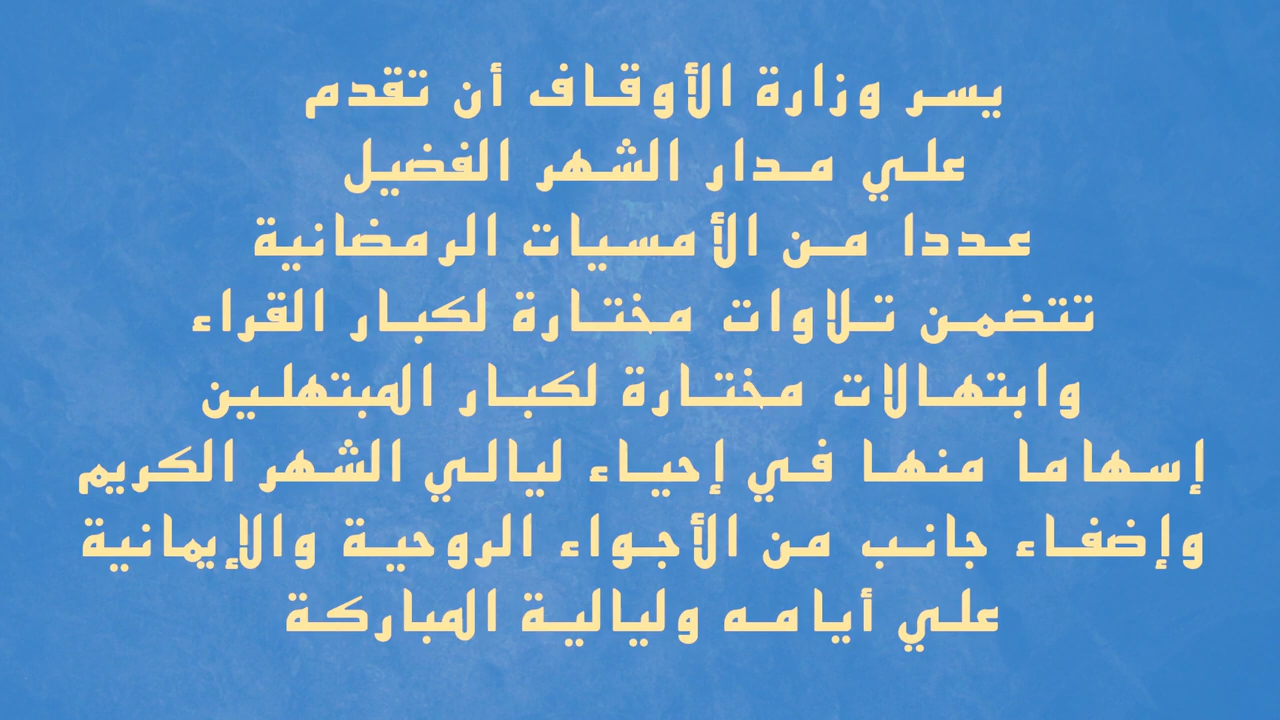 يسر وزارة الأوقاف أن تقدم
علي مدار الشهر الفضيل
عددا من الأمسيات الرمضانية
تتضمن تلاوات مختارة لكبار القراء
وابتهالات مختارة لكبار المبتهلين
إسهاما منها في إحياء ليالي الشهر الكريم
وإضفاء جانب من الأجواء الروحية والإيمانية
علي أيامه وليالية المباركة